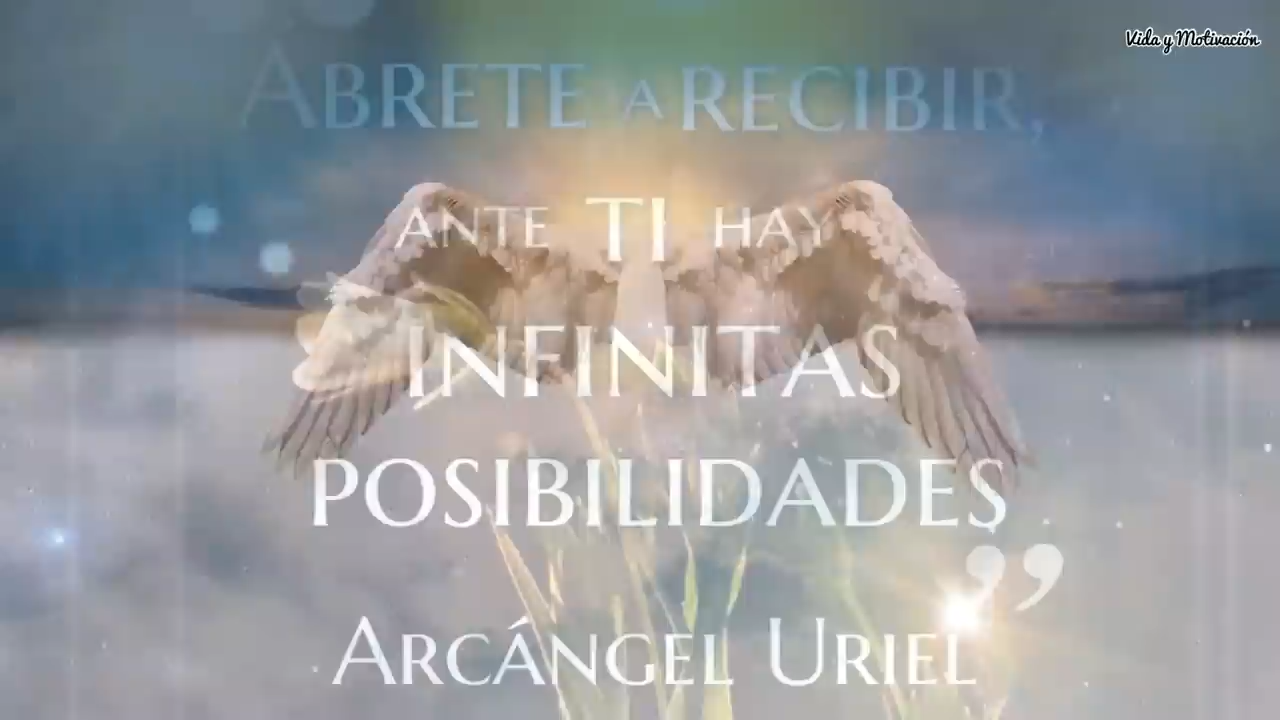 Vida y Motivación
ABRETE A RECIBIR,
ANTE TI HAY
INFINITAS
POSIBILIDADES
”
ARCÁNGEL URIEL